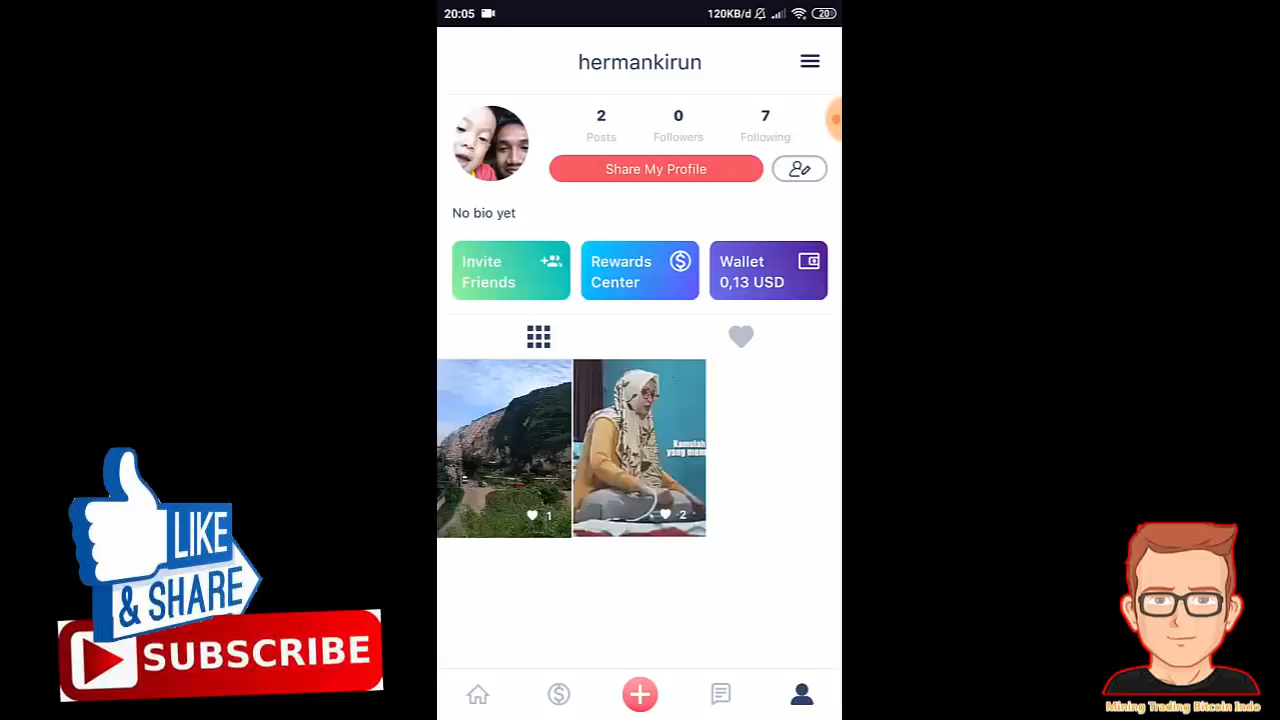 20:05
120KB/d
20
hermankirun
2
0
7
Posts
Followers
Following
Share My Profile
No bio yet
Invite
Friends
Rewards
Center
Wallet
0,13 USD
1
2
LIKE
& SHARE
SUBSCRIBE
Mining Trading Bitcoin Indo